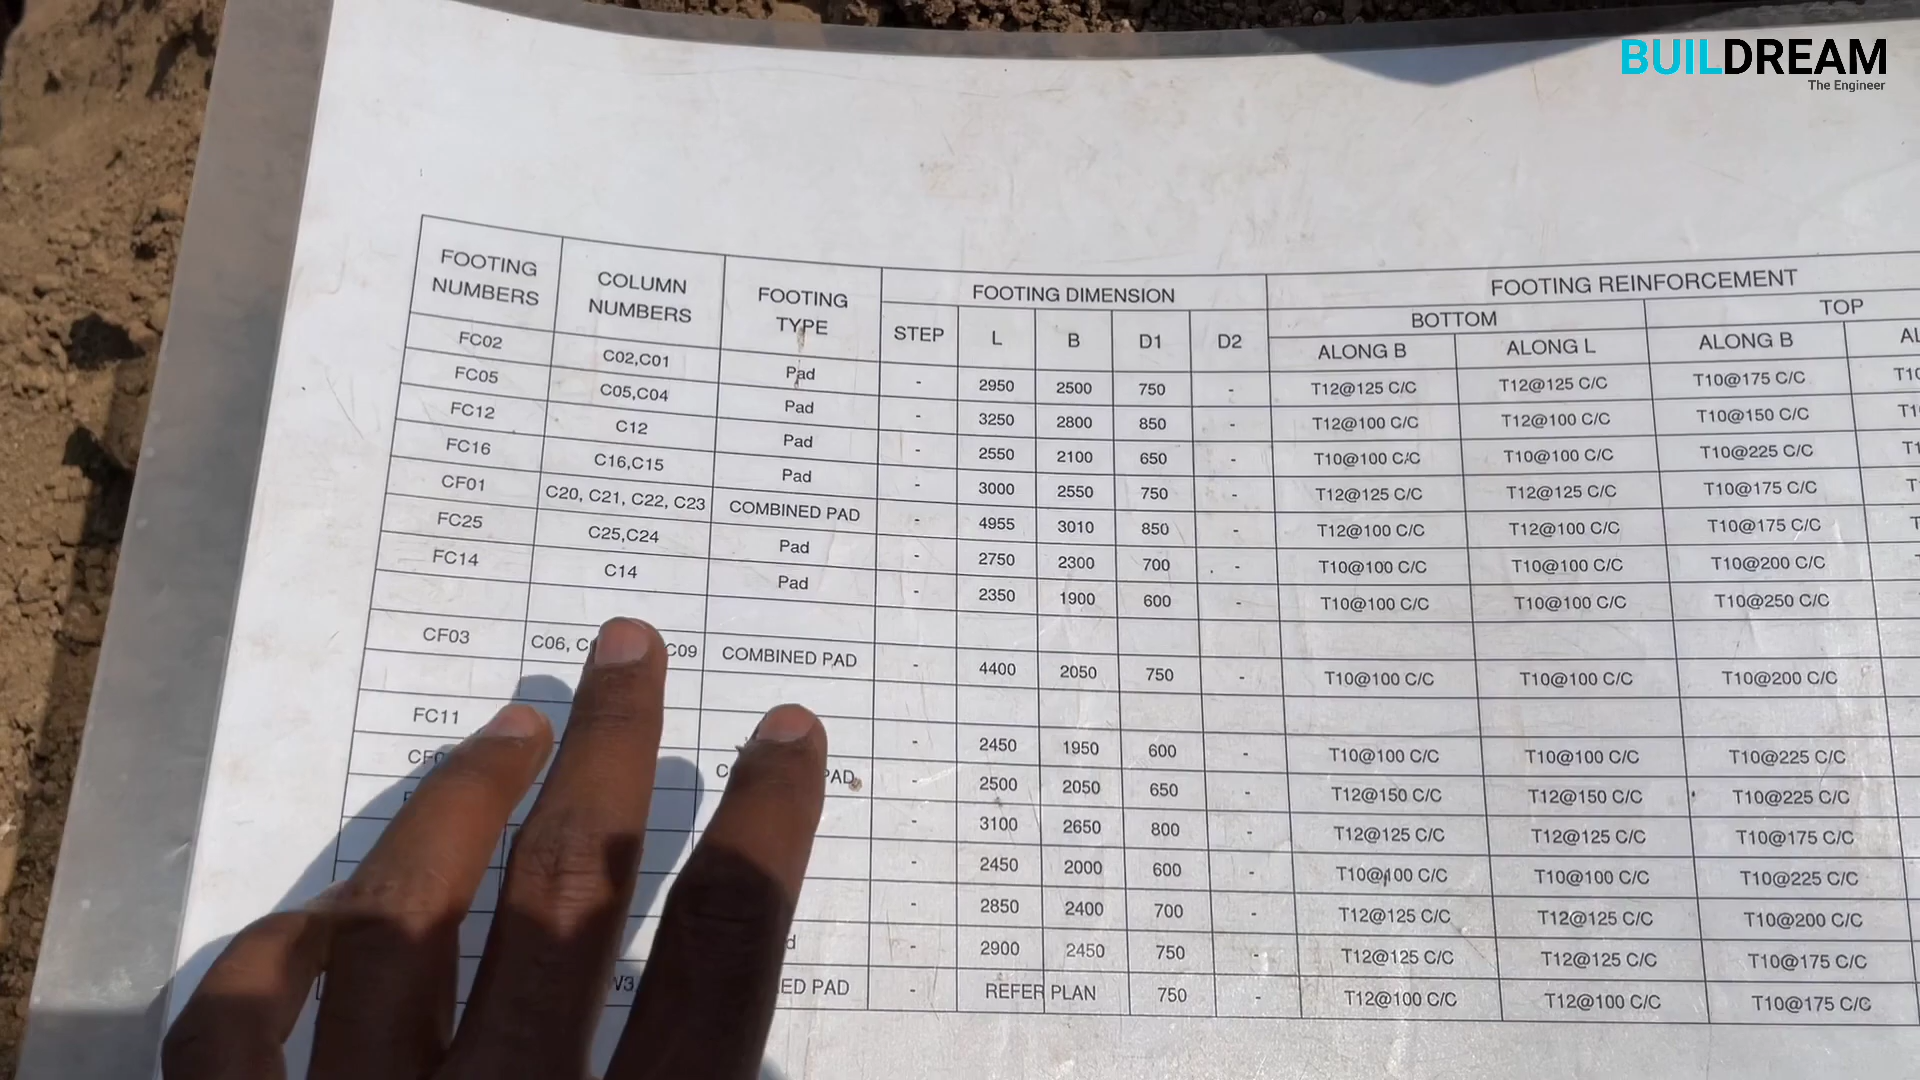 BUILDREAM
The Engineer
FOOTING NUMBERS COLUMN NUMBERS FOOTING TYPE FOOTING DIMENSION FOOTING REINFORCEMENT
STEP L B D1 D2 BOTTOM TOP
ALONG B ALONG L ALONG B
FC02 C02,C01 Pad - 2950 2500 750 - T12@125 C/C T12@125 C/C T10@175 C/C
FC05 C05,C04 Pad - 3250 2800 850 - T12@100 C/C T12@100 C/C T10@150 C/C
FC12 C12 Pad - 2550 2100 650 - T10@100 C/C T10@100 C/C T10@225 C/C
FC16 C16,C15 Pad - 3000 2550 750 - T12@125 C/C T12@125 C/C T10@175 C/C
CF01 C20, C21, C22, C23 COMBINED PAD - 4955 3010 850 - T12@100 C/C T12@100 C/C T10@175 C/C
FC25 C25,C24 Pad - 2750 2300 700 - T10@100 C/C T10@100 C/C T10@200 C/C
FC14 C14 Pad - 2350 1900 600 - T10@100 C/C T10@100 C/C T10@250 C/C
CF03 C06, C09 COMBINED PAD - 4400 2050 750 - T10@100 C/C T10@100 C/C T10@200 C/C
FC11 - 2450 1950 600 - T10@100 C/C T10@100 C/C T10@225 C/C
PAD - 2500 2050 650 - T12@150 C/C T12@150 C/C T10@225 C/C
- 3100 2650 800 - T12@125 C/C T12@125 C/C T10@175 C/C
- 2450 2000 600 - T10@100 C/C T10@100 C/C T10@225 C/C
- 2850 2400 700 - T12@125 C/C T12@125 C/C T10@200 C/C
- 2900 2450 750 - T12@125 C/C T12@125 C/C T10@175 C/C
PAD - REFER PLAN 750 - T12@100 C/C T12@100 C/C T10@175 C/C